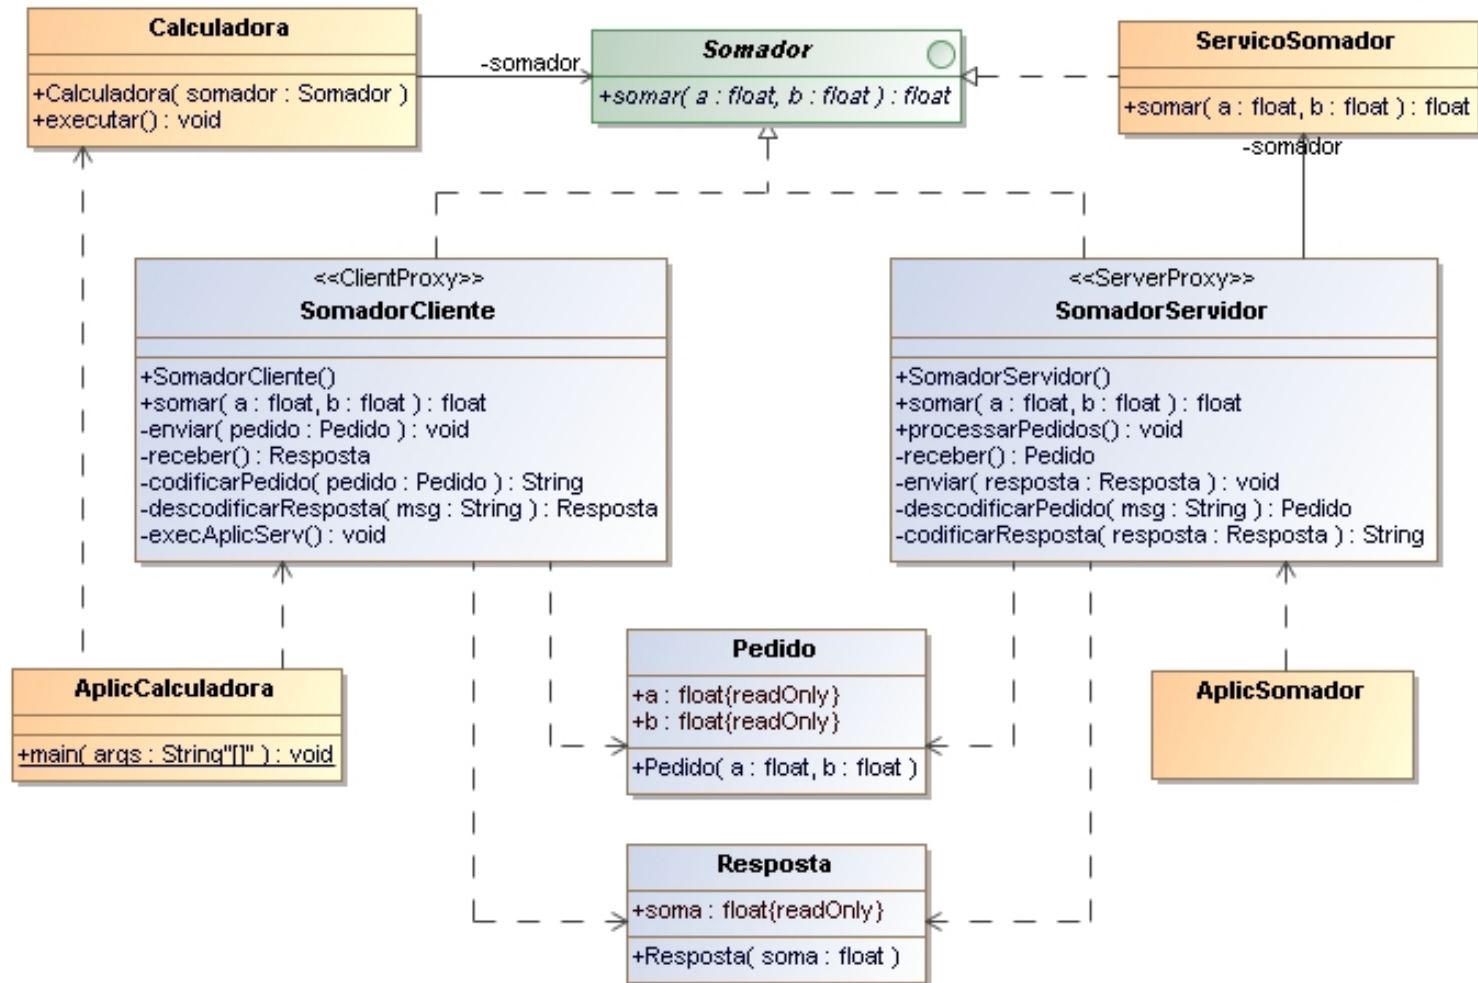 Calculadora
+Calculadora( somador : Somador )
+executar() : void
-somador
Somador
+somar( a : float, b : float ) : float
ServicoSomador
+somar( a : float, b : float ) : float
-somador
<<ClientProxy>>
SomadorCliente
+SomadorCliente()
+somar( a : float, b : float ) : float
-enviar( pedido : Pedido ) : void
-receber() : Resposta
-codificarPedido( pedido : Pedido ) : String
-descodificarResposta( msg : String ) : Resposta
-execAplicServ() : void
<<ServerProxy>>
SomadorServidor
+SomadorServidor()
+somar( a : float, b : float ) : float
+processarPedidos() : void
-receber() : Pedido
-enviar( resposta : Resposta ) : void
-descodificarPedido( msg : String ) : Pedido
-codificarResposta( resposta : Resposta ) : String
AplicCalculadora
+main( args : String"[]" ) : void
Pedido
+a : float{readOnly}
+b : float{readOnly}
+Pedido( a : float, b : float )
AplicSomador
Resposta
+soma : float{readOnly}
+Resposta( soma : float )